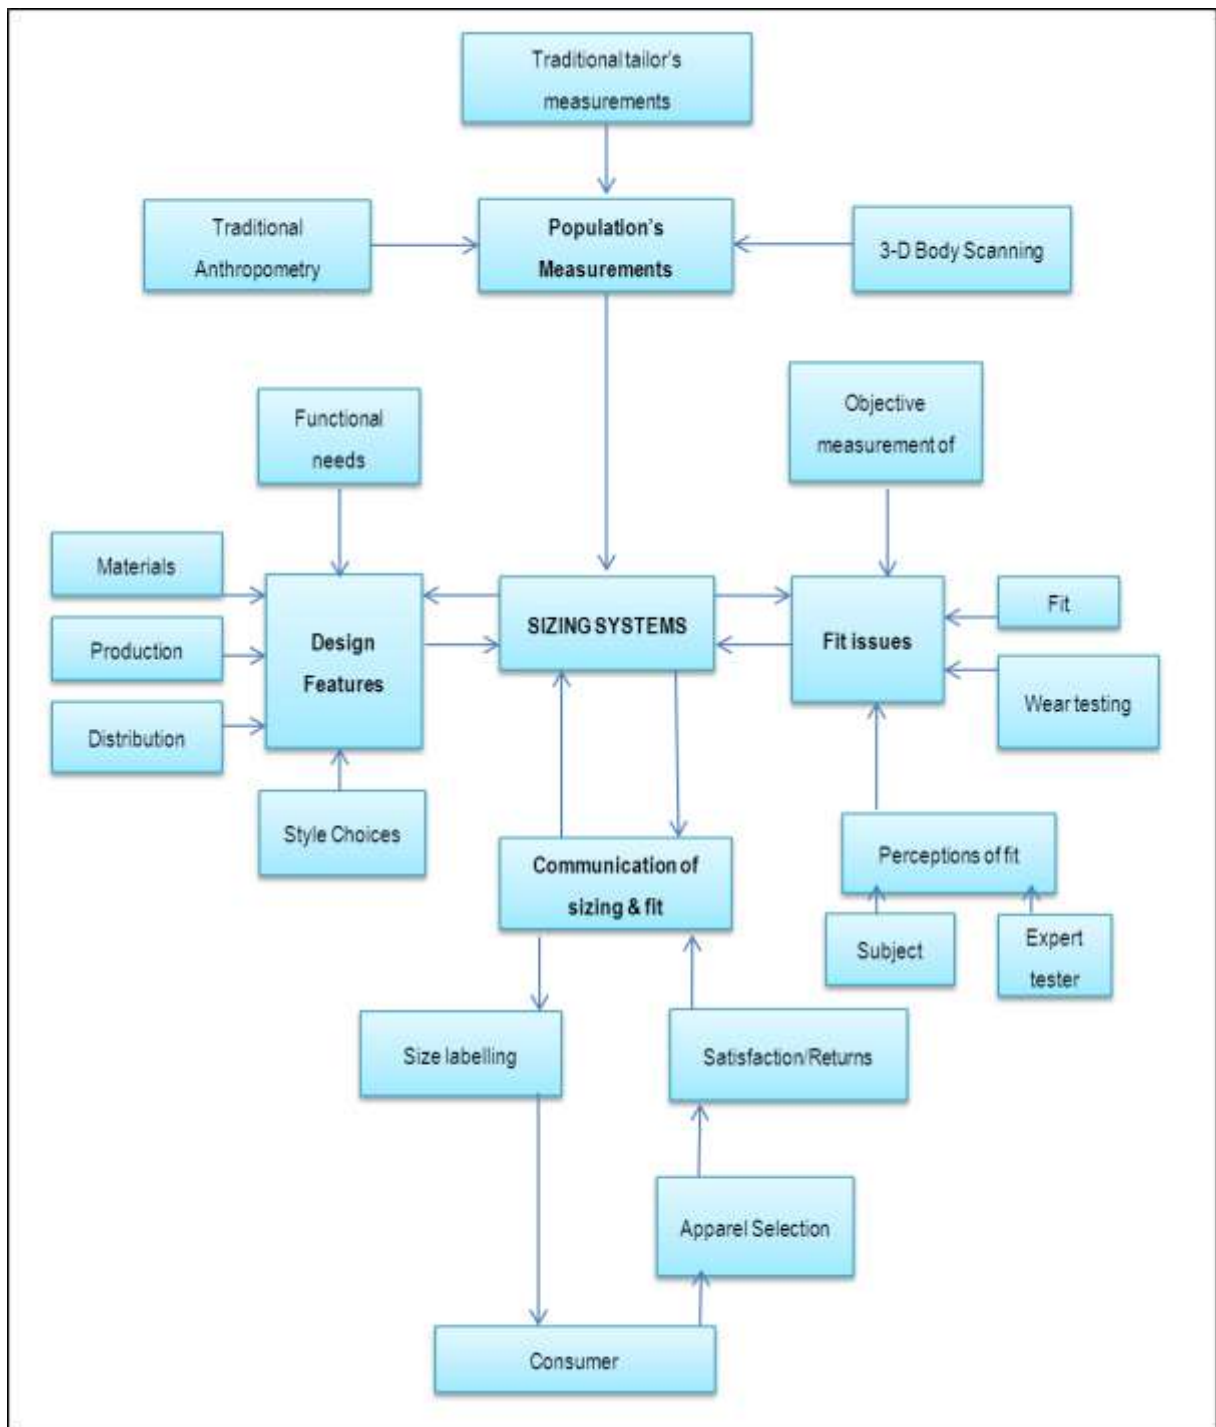 Traditional tailor's
measurements
Traditional
Anthropometry
Population's
Measurements
3-D Body Scanning
Functional
needs
Objective
measurement of
Materials
Production
Distribution
Design
Features
SIZING SYSTEMS
Fit issues
Fit
Wear testing
Style Choices
Communication of
sizing & fit
Perceptions of fit
Subject
Expert
tester
Size labelling
Satisfaction/Returns
Apparel Selection
Consumer